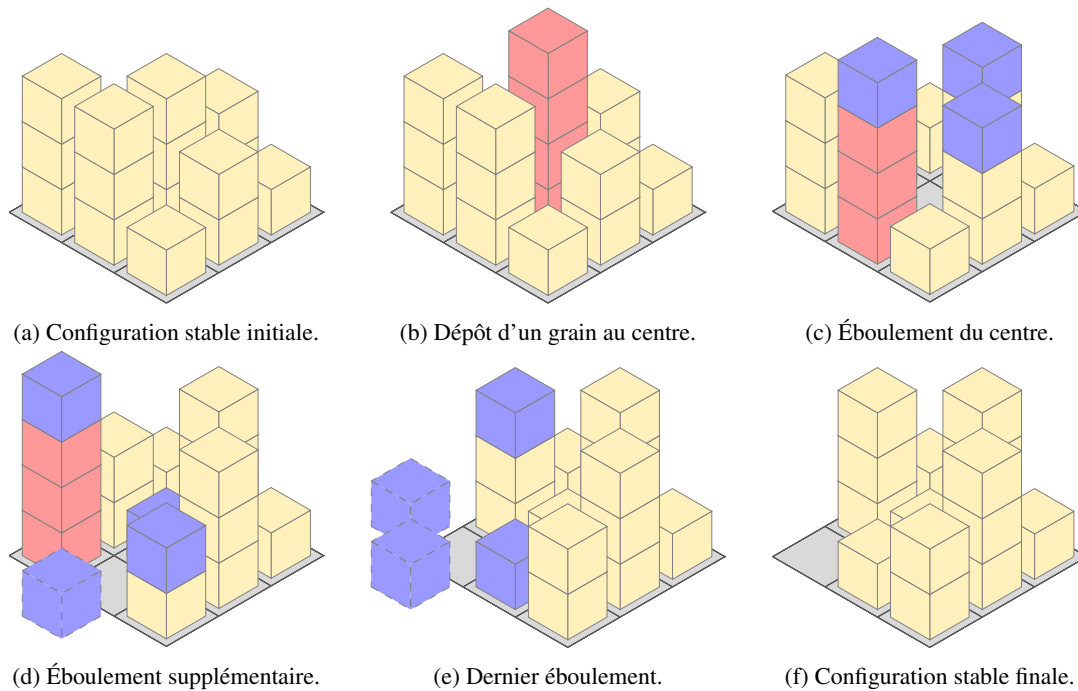 (a) Configuration stable initiale.
(b) Dépôt d'un grain au centre.
(c) Éboulement du centre.
(d) Éboulement supplémentaire.
(e) Dernier éboulement.
(f) Configuration stable finale.